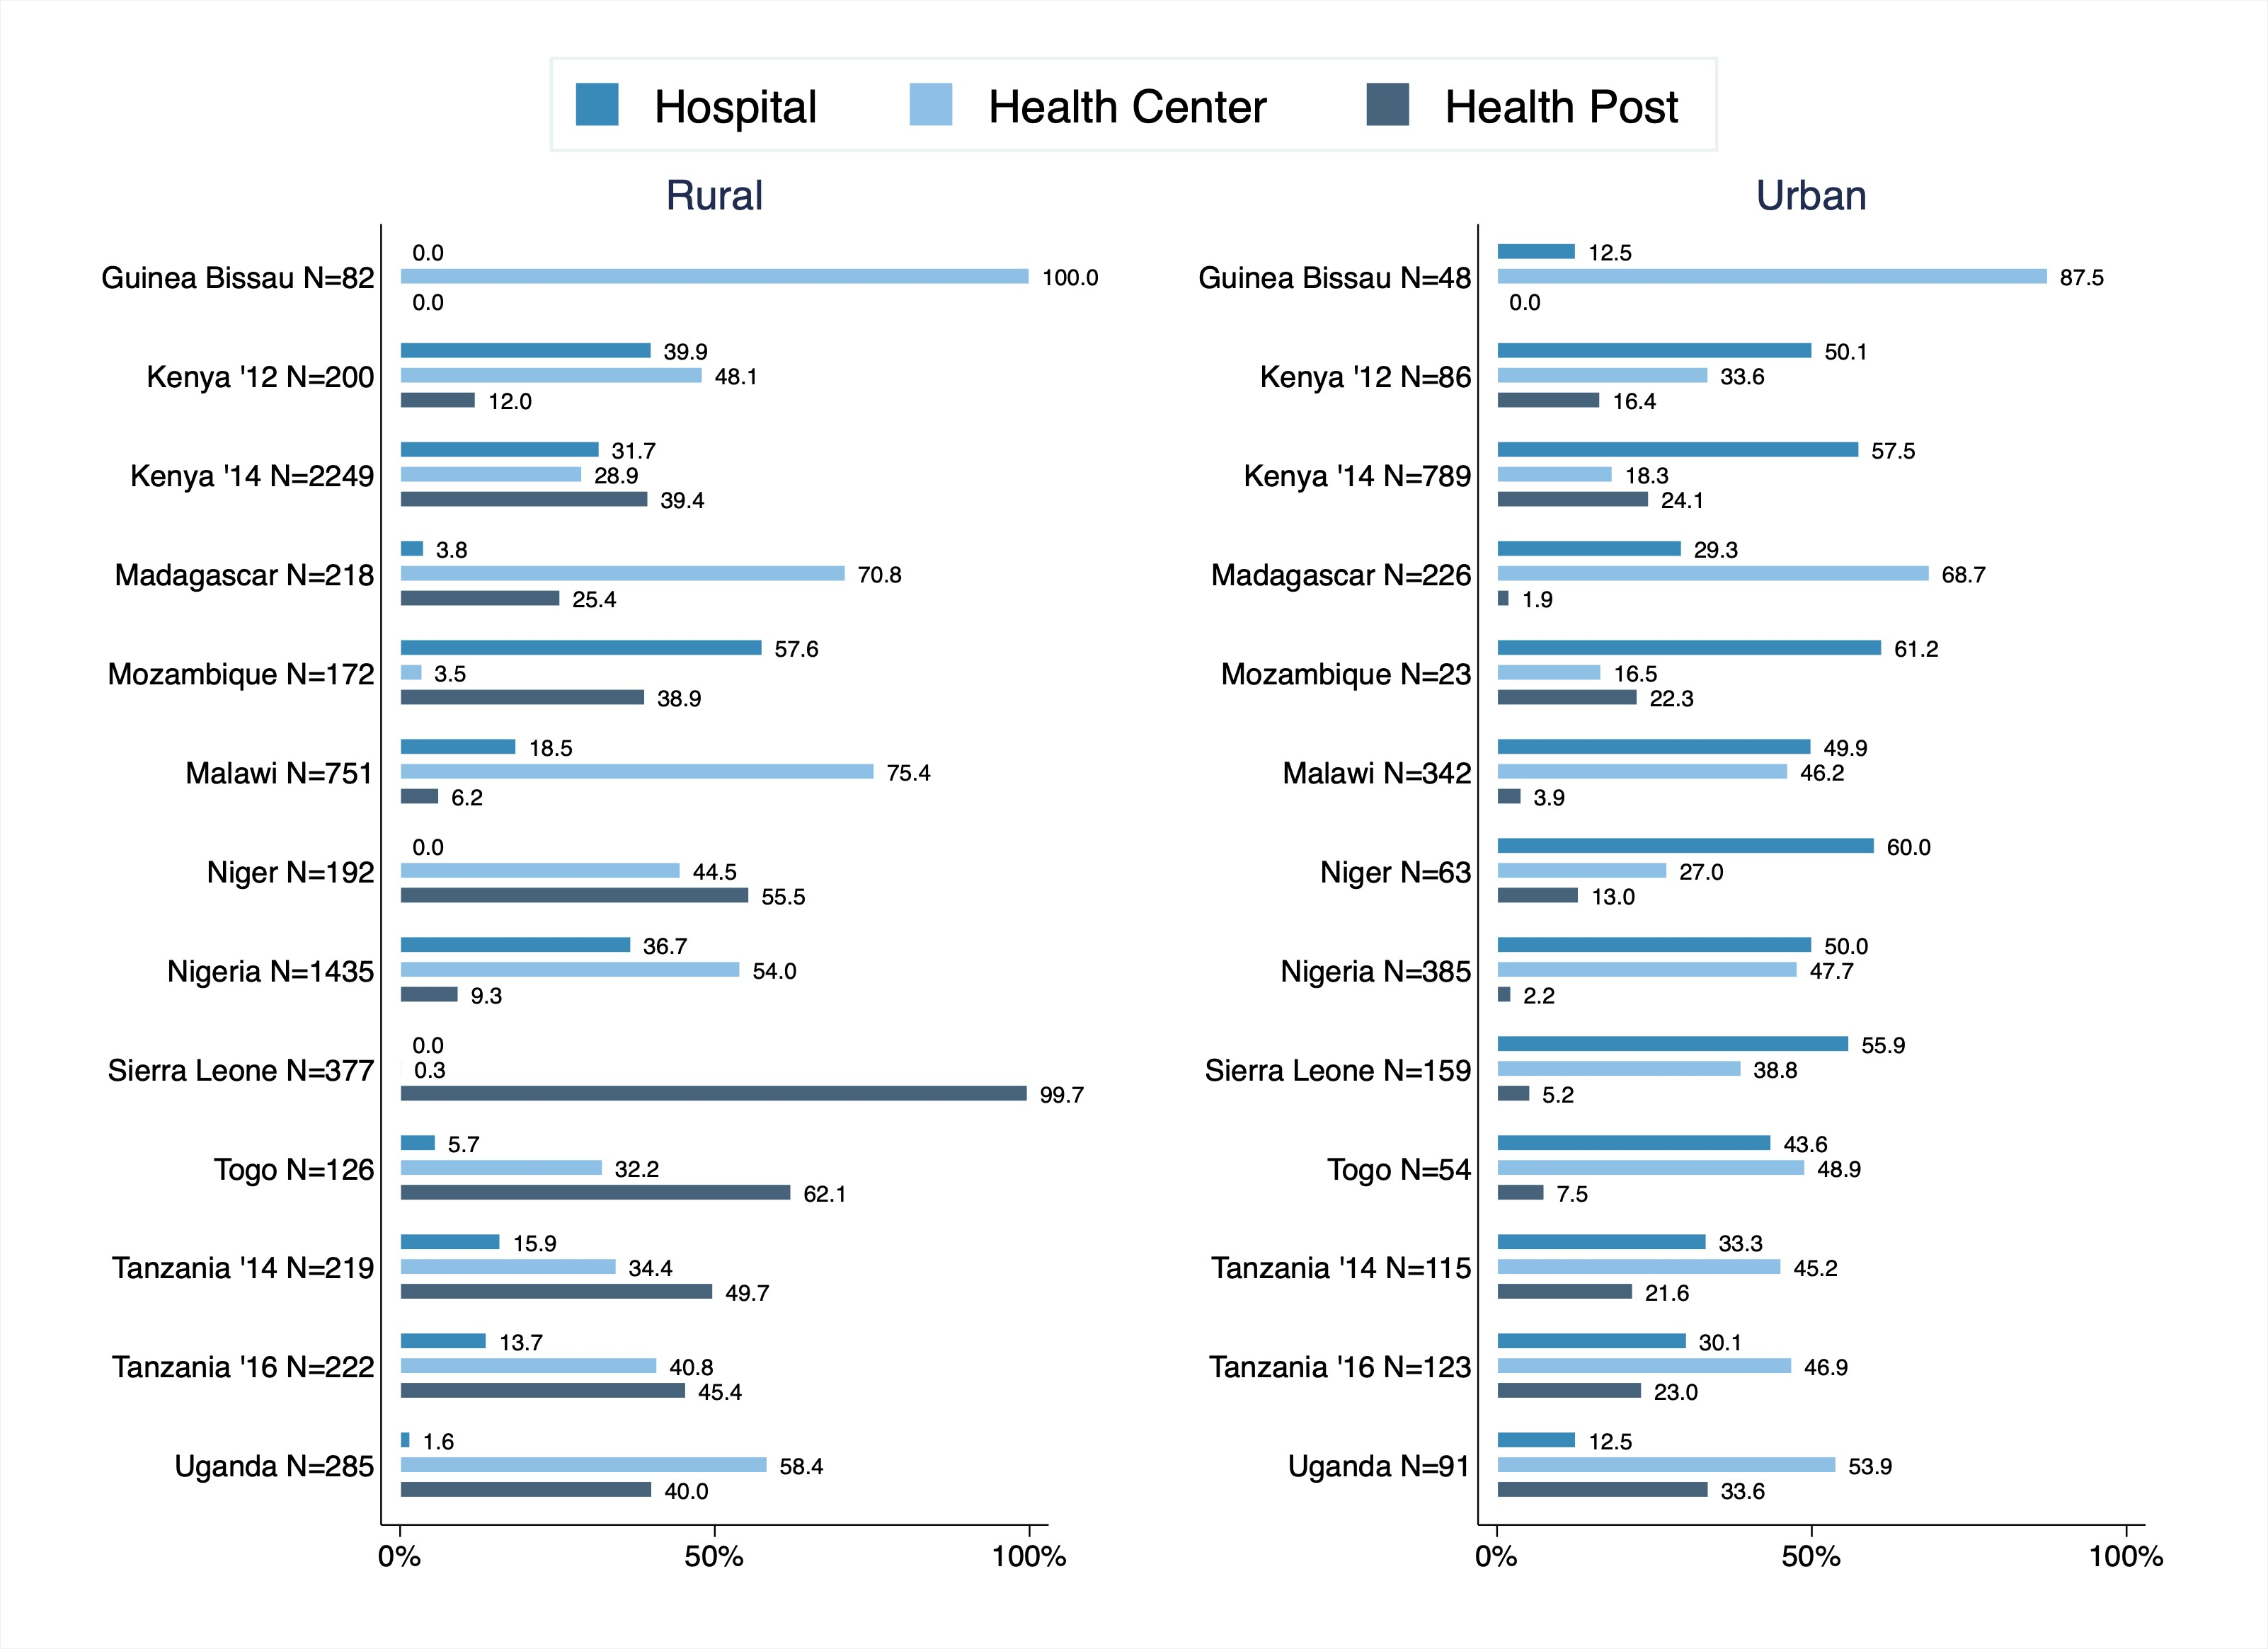 Hospital Health Center Health Post
Rural
Guinea Bissau N=82
0.0
100.0
0.0
Kenya '12 N=200
39.9
48.1
12.0
Kenya '14 N=2249
31.7
28.9
39.4
Madagascar N=218
3.8
70.8
25.4
Mozambique N=172
57.6
3.5
38.9
Malawi N=751
18.5
75.4
6.2
Niger N=192
0.0
44.5
55.5
Nigeria N=1435
36.7
54.0
9.3
Sierra Leone N=377
0.0
0.3
99.7
Togo N=126
5.7
32.2
62.1
Tanzania '14 N=219
15.9
34.4
49.7
Tanzania '16 N=222
13.7
40.8
45.4
Uganda N=285
1.6
58.4
40.0
0% 50% 100%
Urban
Guinea Bissau N=48
12.5
87.5
0.0
Kenya '12 N=86
50.1
33.6
16.4
Kenya '14 N=789
57.5
18.3
24.1
Madagascar N=226
29.3
68.7
1.9
Mozambique N=23
61.2
16.5
22.3
Malawi N=342
49.9
46.2
3.9
Niger N=63
60.0
27.0
13.0
Nigeria N=385
50.0
47.7
2.2
Sierra Leone N=159
55.9
38.8
5.2
Togo N=54
43.6
48.9
7.5
Tanzania '14 N=115
33.3
45.2
21.6
Tanzania '16 N=123
30.1
46.9
23.0
Uganda N=91
12.5
53.9
33.6
0% 50% 100%